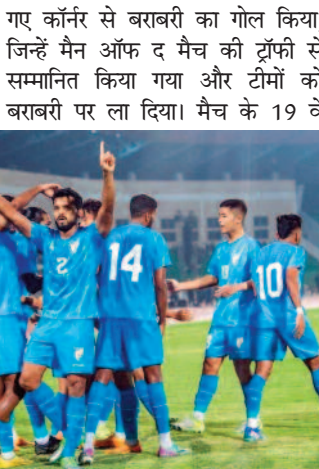 गए कॉर्नर से बराबरी का गोल किया
जिन्हें मैन ऑफ द मैच की ट्रॉफी से
सम्मानित किया गया और टीमों को
बराबरी पर ला दिया। मैच के 19 वें
2
14
10